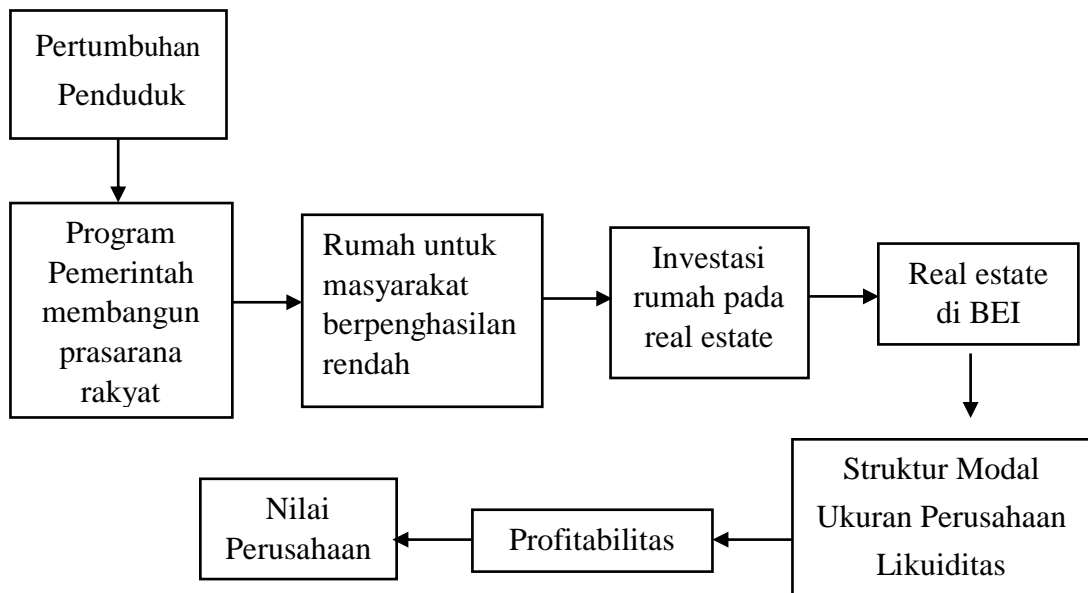 Pertumbuhan
Penduduk
Program
Pemerintah
membangun
prasarana
rakyat
Rumah untuk
masyarakat
berpenghasilan
rendah
Investasi
rumah pada
real estate
Real estate
di BEI
Struktur Modal
Ukuran Perusahaan
Likuiditas
Profitabilitas
Nilai
Perusahaan